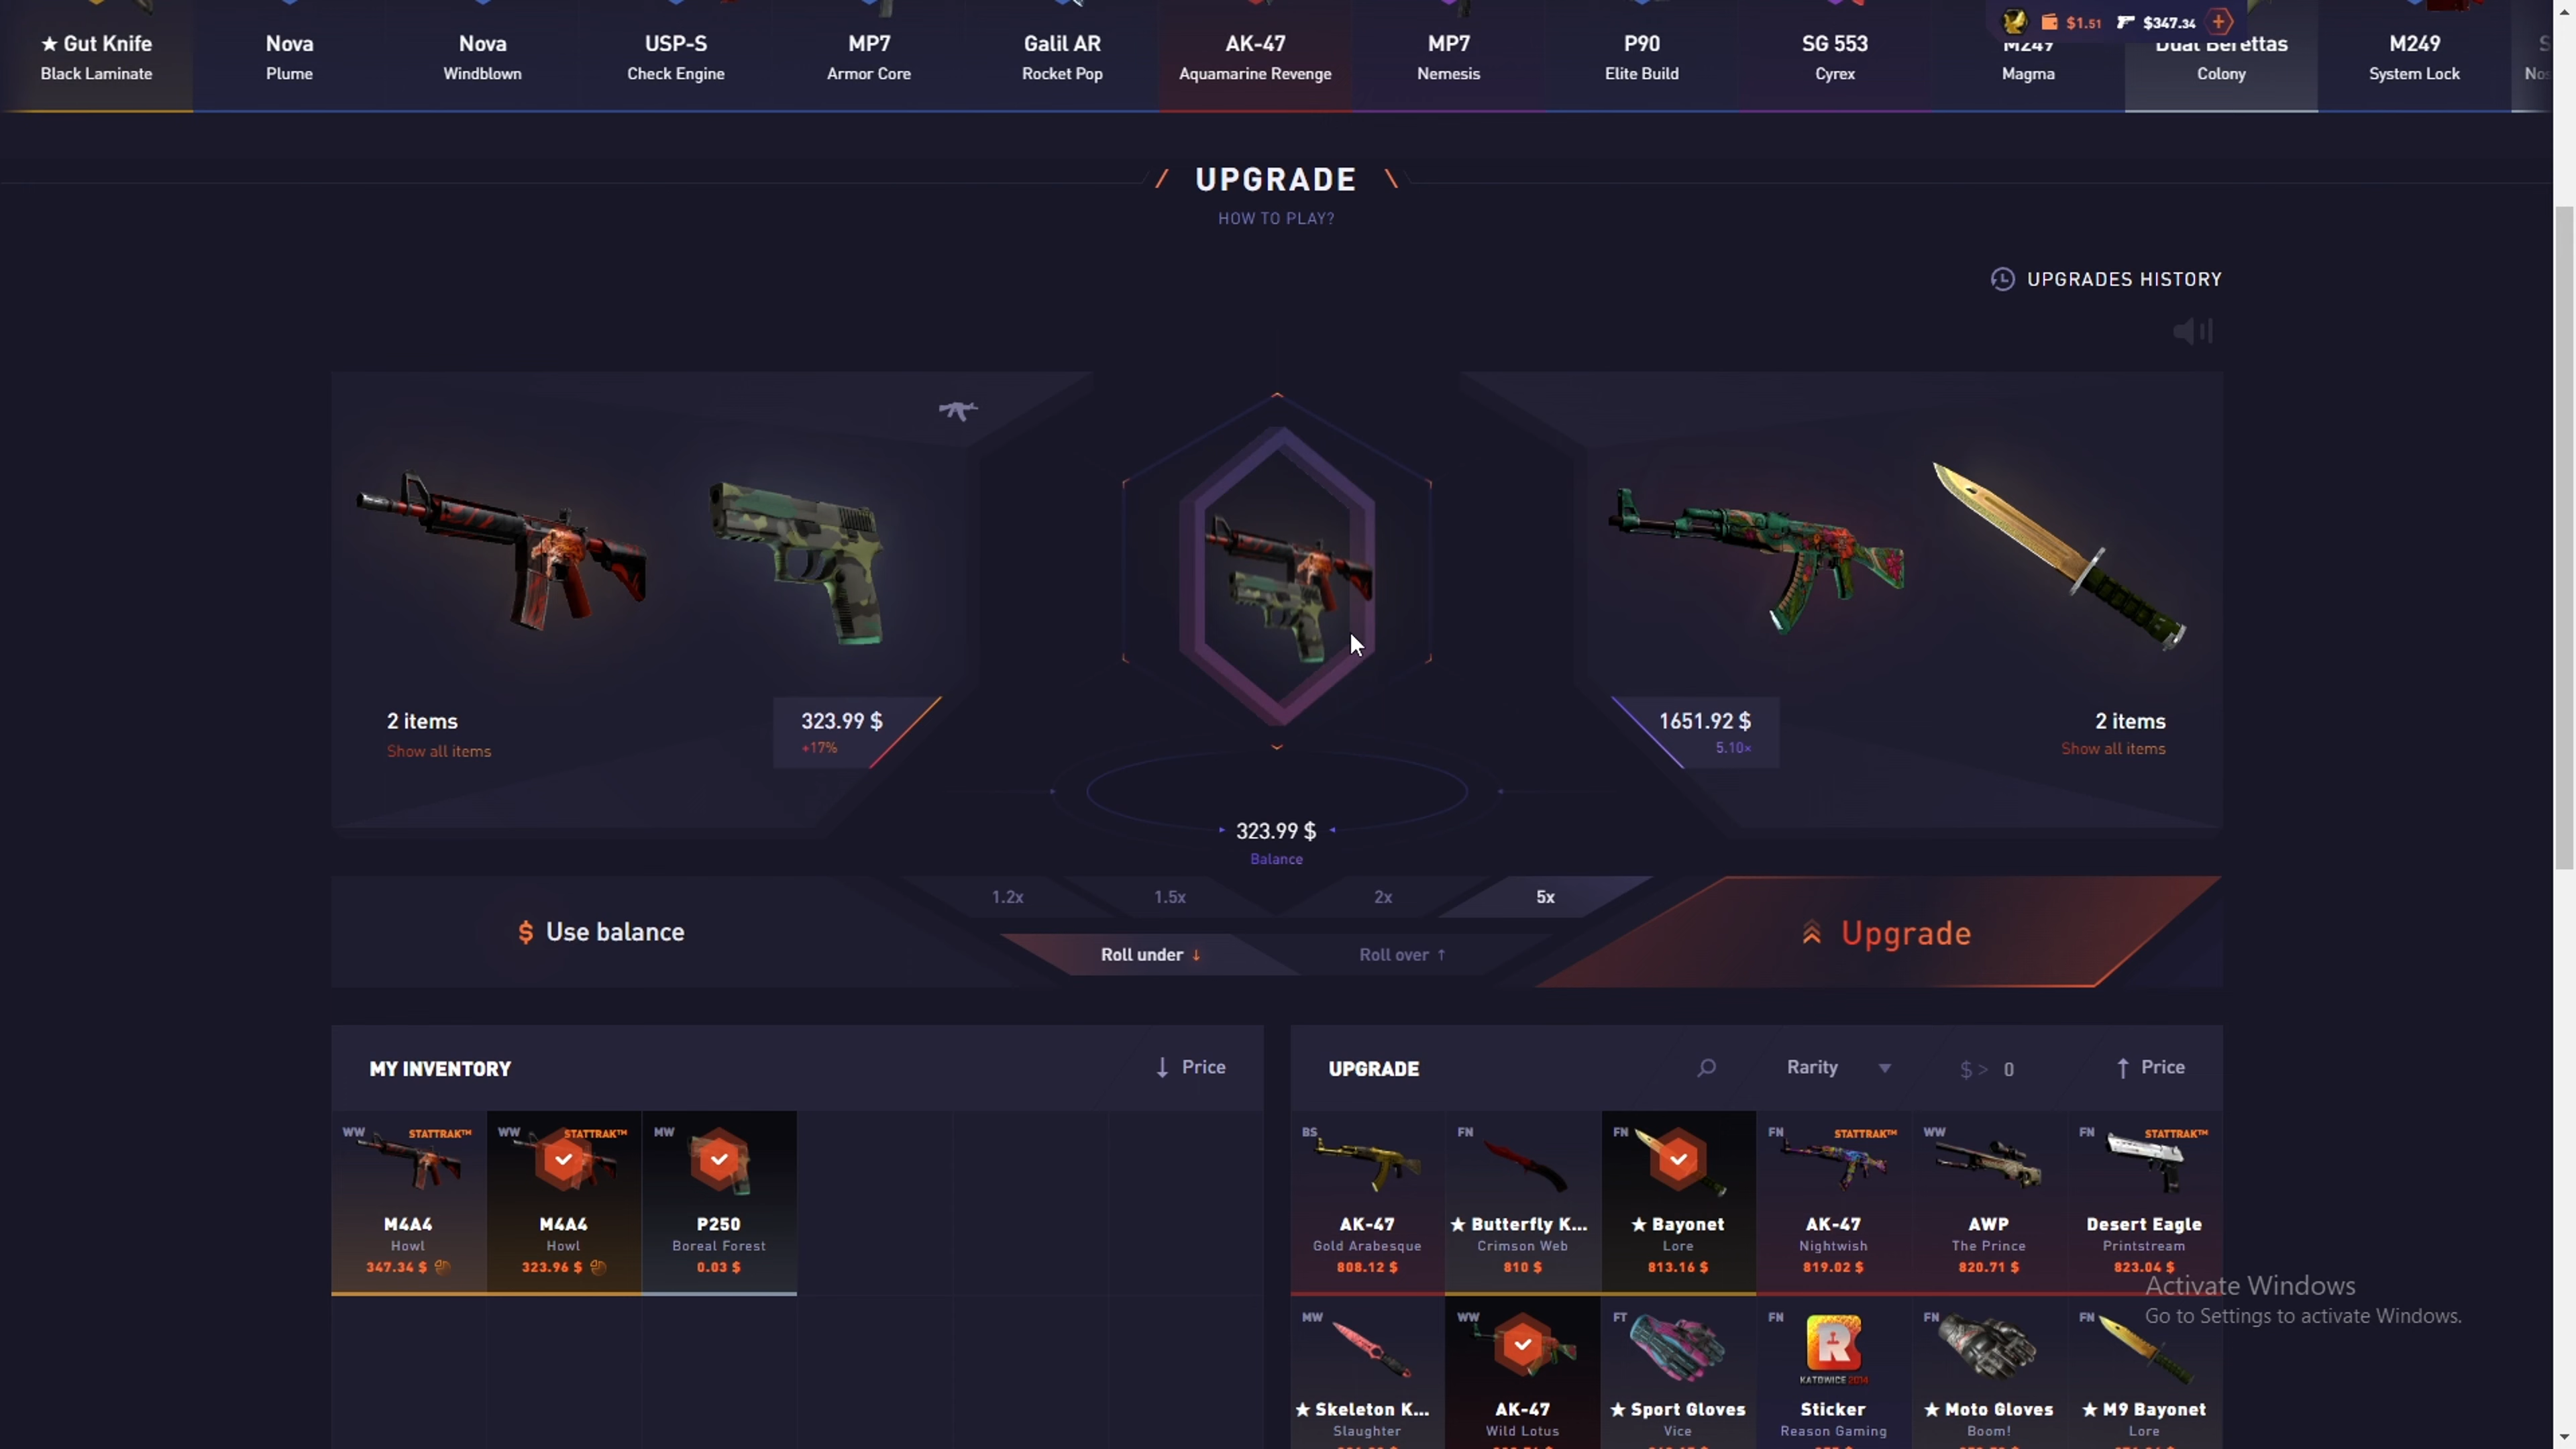 $1.51 $347.34
★ Gut Knife Nova Nova USP-S MP7 Galil AR AK-47 MP7 P90 SG 553 M249 Dual Berettas M249
Black Laminate Plume Windblown Check Engine Armor Core Rocket Pop Aquamarine Revenge Nemesis Elite Build Cyrex Magma Colony System Lock
UPGRADE
HOW TO PLAY?
UPGRADES HISTORY
2 items 323.99 $ 1651.92 $ 2 items
Show all items +17% 5.10× Show all items
323.99 $
Balance
1.2x 1.5x 2x 5x
$ Use balance Upgrade
Roll under ↓ Roll over ↑
MY INVENTORY ↓ Price
UPGRADE Rarity $ > 0 ↑ Price
WW STATTRAK™ WW STATTRAK™ MW
M4A4 M4A4 P250
Howl Howl Boreal Forest
347.34 $ 323.96 $ 0.03 $
BS FN FN FN STATTRAK™ WW FN STATTRAK™
AK-47 ★ Butterfly K... ★ Bayonet AK-47 AWP Desert Eagle
Gold Arabesque Crimson Web Lore Nightwish The Prince Printstream
808.12 $ 810 $ 813.16 $ 819.02 $ 820.71 $ 823.04 $
Activate Windows
Go to Settings to activate Windows.
MW WW FT FN FN FN
R
KATOWICE 2014
★ Skeleton K... AK-47 ★ Sport Gloves Sticker ★ Moto Gloves ★ M9 Bayonet
Slaughter Wild Lotus Vice Reason Gaming Boom! Lore